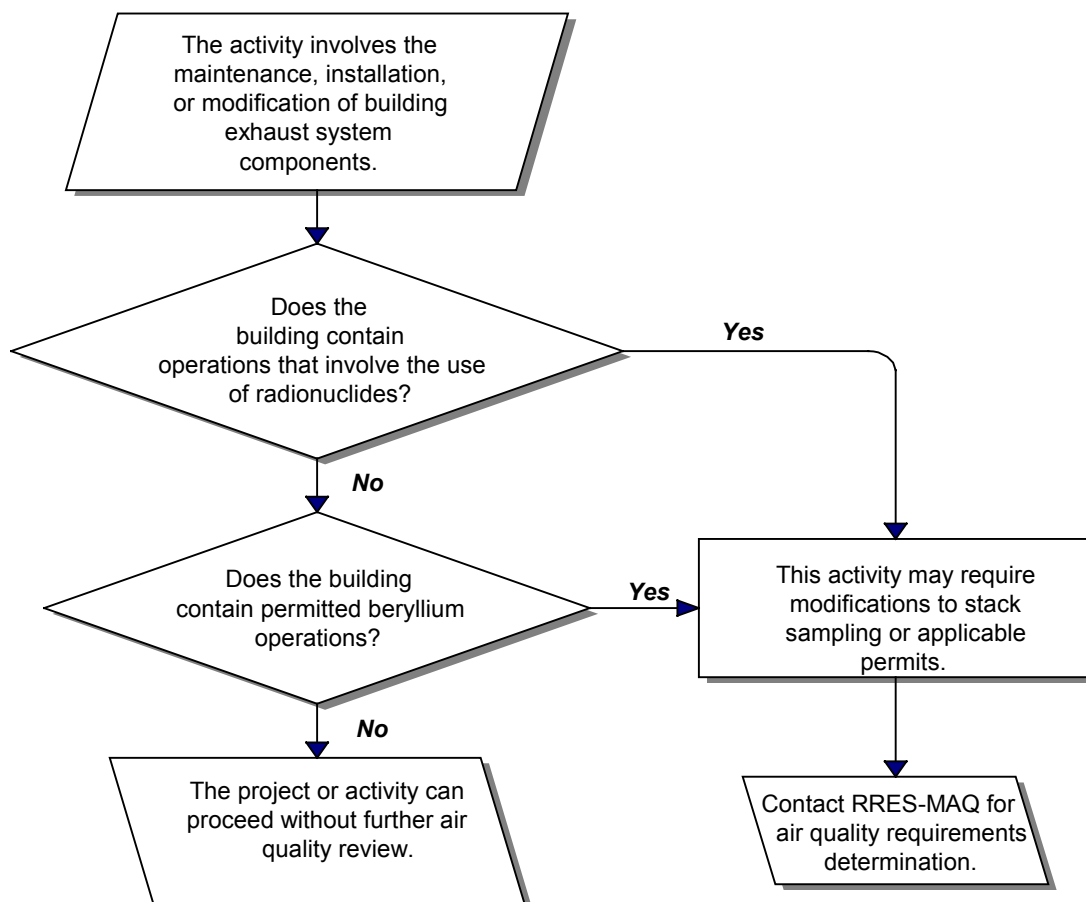 The activity involves the
maintenance, installation,
or modification of building
exhaust system
components.
Does the
building contain
operations that involve the use
of radionuclides?
Yes
No
Does the building
contain permitted beryllium
operations?
Yes
This activity may require
modifications to stack
sampling or applicable
permits.
No
The project or activity can
proceed without further air
quality review.
Contact RRES-MAQ for
air quality requirements
determination.